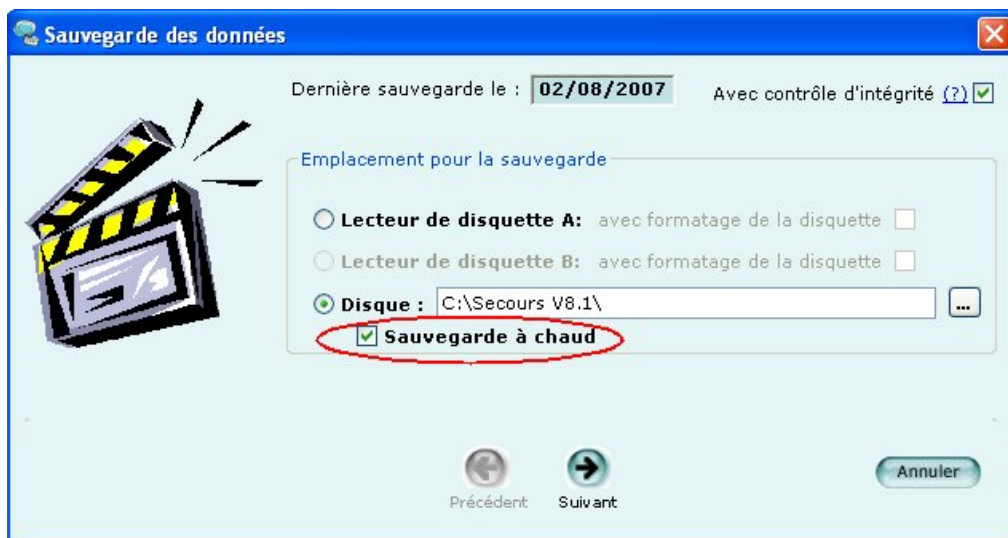 Sauvegarde des données
Dernière sauvegarde le : 02/08/2007 Avec contrôle d'intégrité (?)
Emplacement pour la sauvegarde
Lecteur de disquette A: avec formatage de la disquette
Lecteur de disquette B: avec formatage de la disquette
Disque : C:\Secours V8.1\ ...
Sauvegarde à chaud
Précédent Suivant Annuler